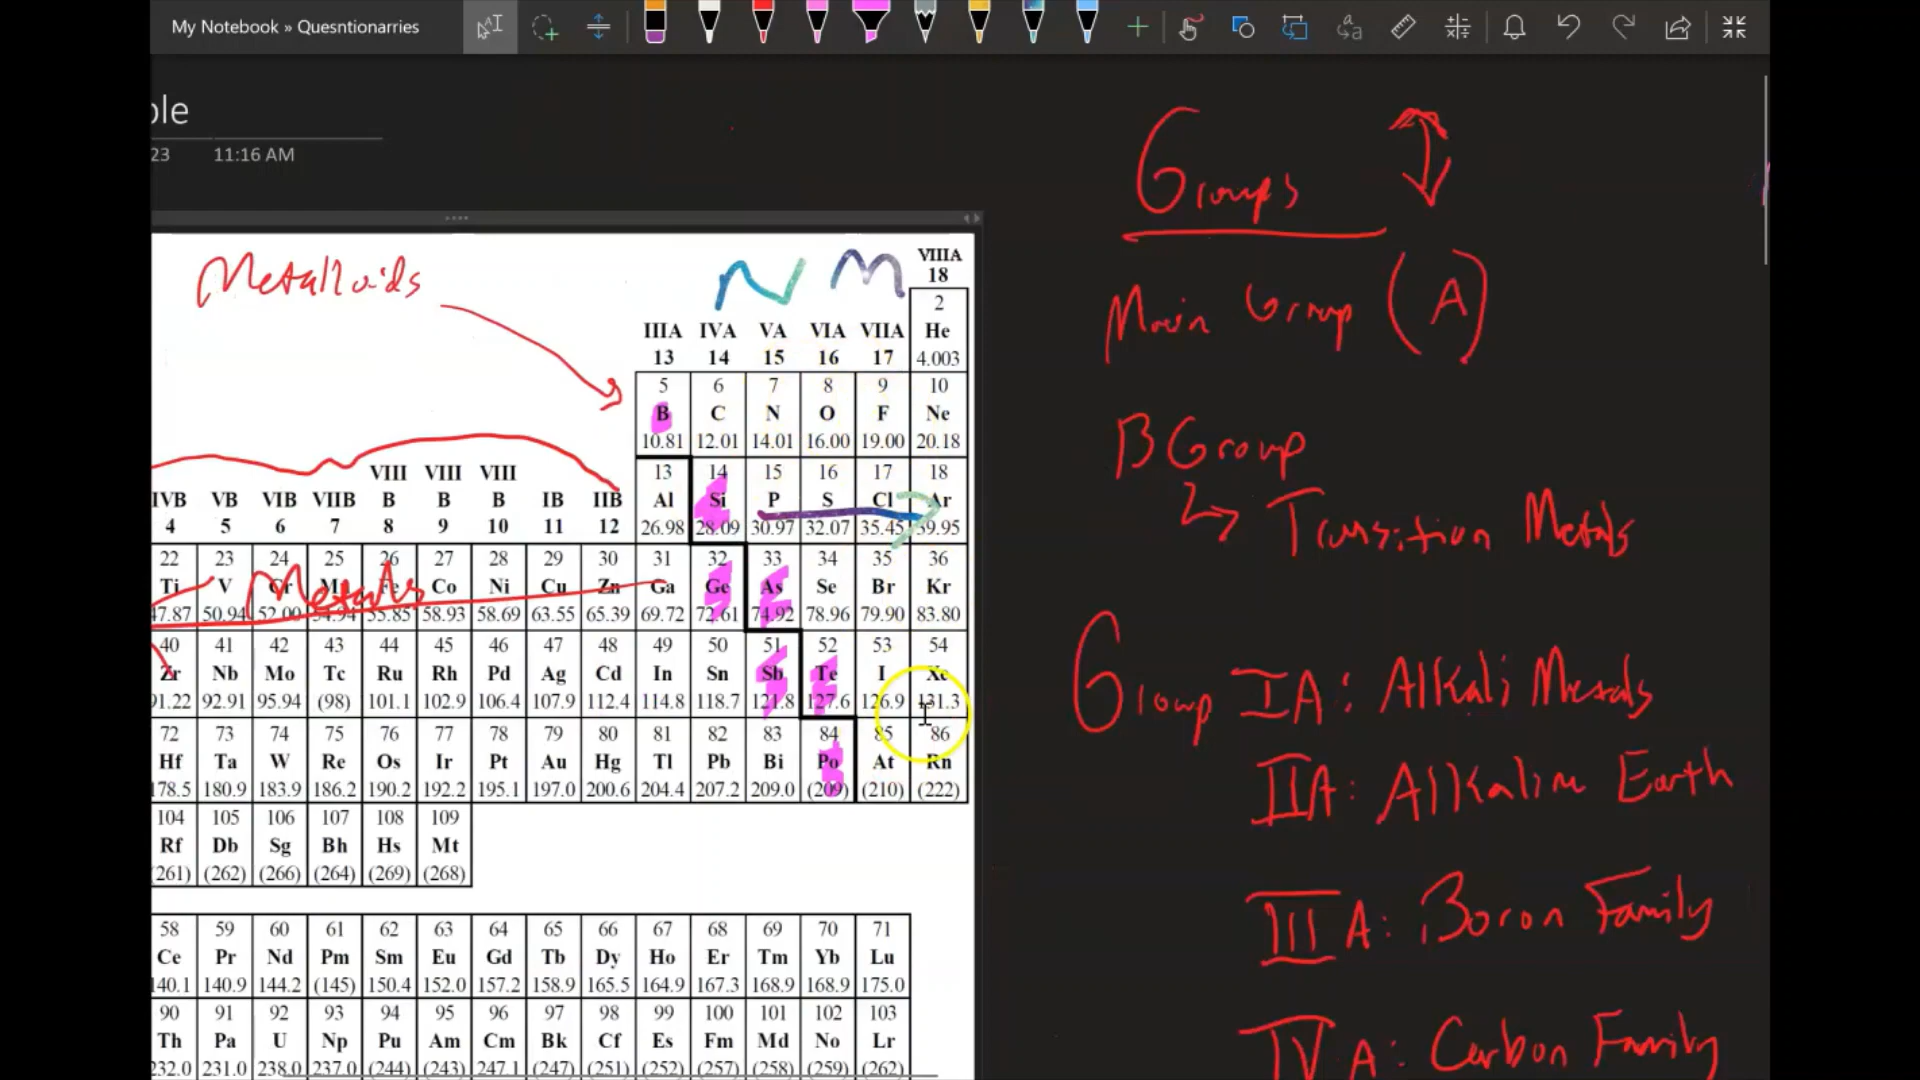 My Notebook » Quesntionarries
ble
23 11:16 AM
Groups
Main Group (A)
B Group
Transition Metals
Group IA: Alkali Metals
IIA: Alkaline Earth
III A: Boron Family
IV A: Carbon Family
Metalloids
N M
VIIIA
18
2
He
4.003
IIIA IVA VA VIA VIIA
13 14 15 16 17
5 6 7 8 9 10
B C N O F Ne
10.81 12.01 14.01 16.00 19.00 20.18
VIII VIII VIII
IVB VB VIB VIIB B B B IB IIB
4 5 6 7 8 9 10 11 12
13 14 15 16 17 18
Al Si P S Cl Ar
26.98 28.09 30.97 32.07 35.45 39.95
22 23 24 25 26 27 28 29 30 31 32 33 34 35 36
Ti V Cr Mn Fe Co Ni Cu Zn Ga Ge As Se Br Kr
Metals
47.87 50.94 52.00 54.94 55.85 58.93 58.69 63.55 65.39 69.72 72.61 74.92 78.96 79.90 83.80
40 41 42 43 44 45 46 47 48 49 50 51 52 53 54
Zr Nb Mo Tc Ru Rh Pd Ag Cd In Sn Sb Te I Xe
91.22 92.91 95.94 (98) 101.1 102.9 106.4 107.9 112.4 114.8 118.7 121.8 127.6 126.9 131.3
72 73 74 75 76 77 78 79 80 81 82 83 84 85 86
Hf Ta W Re Os Ir Pt Au Hg Tl Pb Bi Po At Rn
178.5 180.9 183.9 186.2 190.2 192.2 195.1 197.0 200.6 204.4 207.2 209.0 (209) (210) (222)
104 105 106 107 108 109
Rf Db Sg Bh Hs Mt
(261) (262) (266) (264) (269) (268)
58 59 60 61 62 63 64 65 66 67 68 69 70 71
Ce Pr Nd Pm Sm Eu Gd Tb Dy Ho Er Tm Yb Lu
140.1 140.9 144.2 (145) 150.4 152.0 157.2 158.9 165.5 164.9 167.3 168.9 168.9 175.0
90 91 92 93 94 95 96 97 98 99 100 101 102 103
Th Pa U Np Pu Am Cm Bk Cf Es Fm Md No Lr
232.0 231.0 238.0 237.0 (244) (243) (247.1 (247) (251) (252) (257) (258) (259) (262)